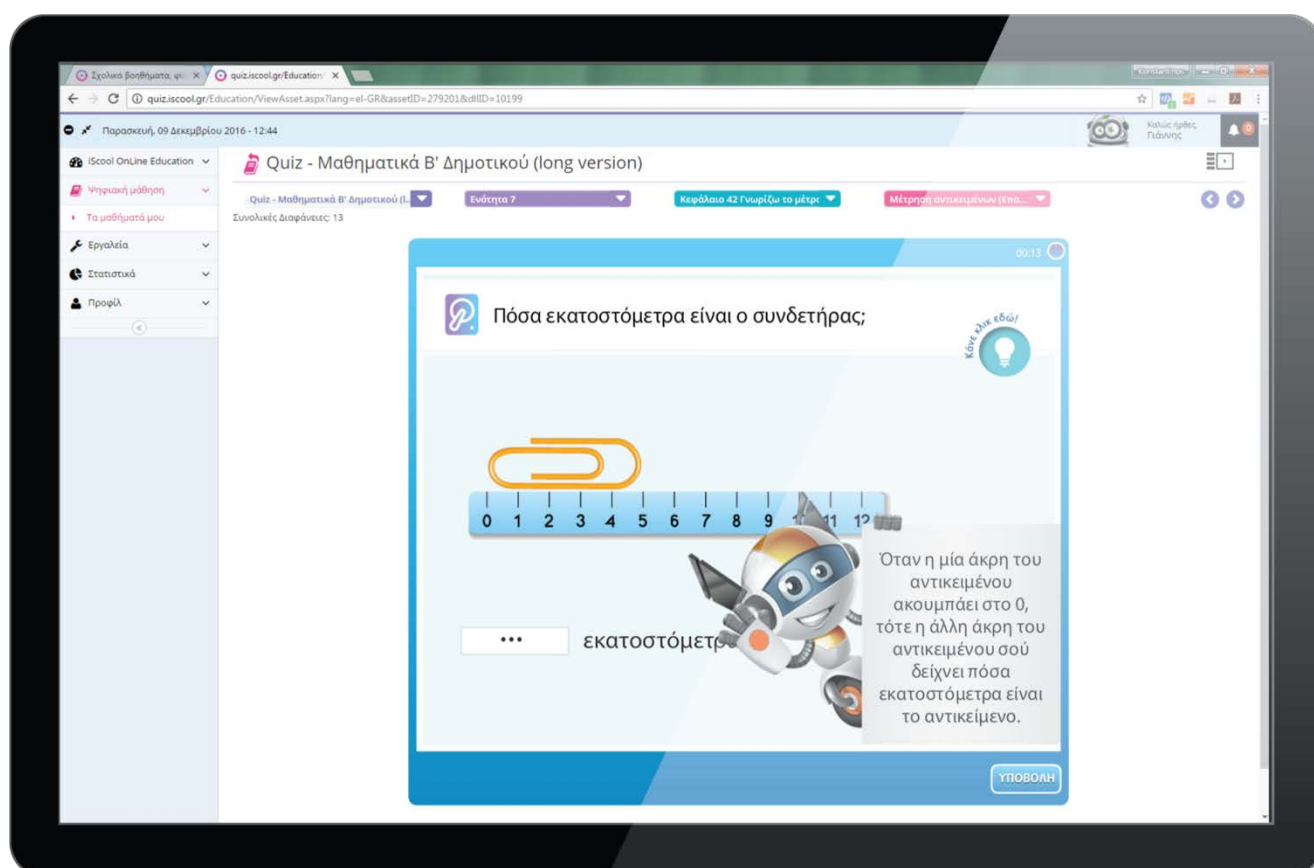 Σχολικά βοηθήματα, ψη
quiz.iscool.gr/Education
Konstantinos
quiz.iscool.gr/Education/ViewAsset.aspx?lang=el-GR&assetID=279201&dlIID=10199
Παρασκευή, 09 Δεκεμβρίου 2016 - 12:44
Καλώς ήρθες,
Γιάννης
0
iScool OnLine Education
Quiz - Μαθηματικά Β' Δημοτικού (long version)
Ψηφιακή μάθηση
Quiz - Μαθηματικά Β' Δημοτικού (l...
Ενότητα 7
Κεφάλαιο 42 Γνωρίζω το μέτρο
Μέτρηση αντικειμένων (Επα...
Τα μαθήματά μου
Συνολικές Διαφάνειες: 13
Εργαλεία
00:13
Στατιστικά
Προφίλ
Πόσα εκατοστόμετρα είναι ο συνδετήρας;
Κάνε κλικ εδώ!
0 1 2 3 4 5 6 7 8 9 11 12
Όταν η μία άκρη του
αντικειμένου
ακουμπάει στο 0,
τότε η άλλη άκρη του
αντικειμένου σού
δείχνει πόσα
εκατοστόμετρα είναι
το αντικείμενο.
... εκατοστόμετρ
ΥΠΟΒΟΛΗ